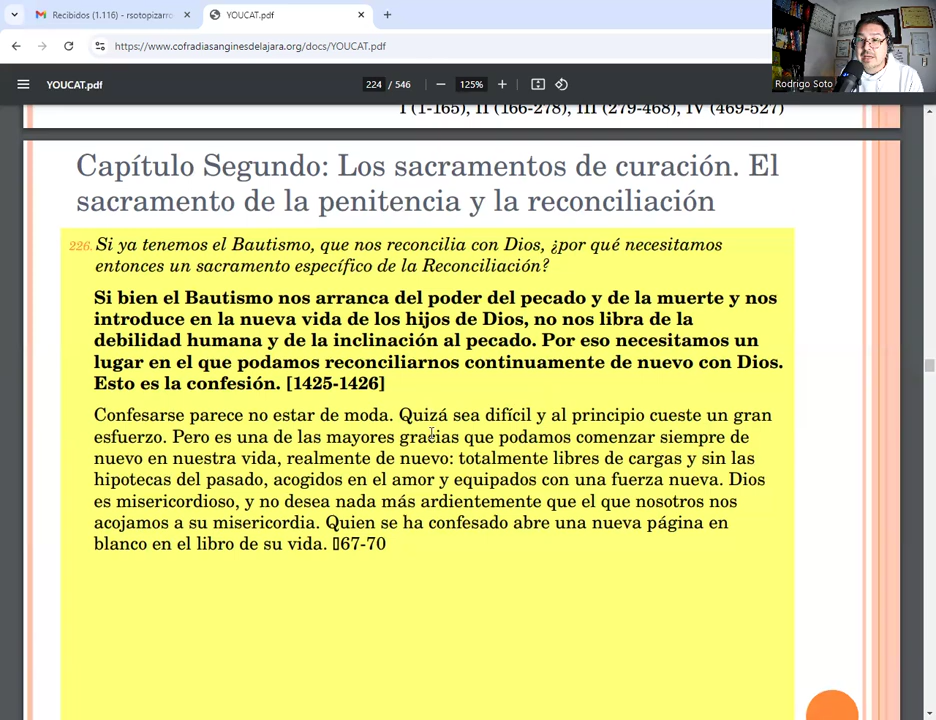 Recibidos (1.116) - rsotopizarro
YOUCAT.pdf
https://www.cofradiasanginesdelajara.org/docs/YOUCAT.pdf
YOUCAT.pdf
224 / 546
125%
Rodrigo Soto
I (1-165), II (166-278), III (279-468), IV (469-527)
Capítulo Segundo: Los sacramentos de curación. El
sacramento de la penitencia y la reconciliación
226. Si ya tenemos el Bautismo, que nos reconcilia con Dios, ¿por qué necesitamos
entonces un sacramento específico de la Reconciliación?
Si bien el Bautismo nos arranca del poder del pecado y de la muerte y nos
introduce en la nueva vida de los hijos de Dios, no nos libra de la
debilidad humana y de la inclinación al pecado. Por eso necesitamos un
lugar en el que podamos reconciliarnos continuamente de nuevo con Dios.
Esto es la confesión. [1425-1426]
Confesarse parece no estar de moda. Quizá sea difícil y al principio cueste un gran
esfuerzo. Pero es una de las mayores gracias que podamos comenzar siempre de
nuevo en nuestra vida, realmente de nuevo: totalmente libres de cargas y sin las
hipotecas del pasado, acogidos en el amor y equipados con una fuerza nueva. Dios
es misericordioso, y no desea nada más ardientemente que el que nosotros nos
acojamos a su misericordia. Quien se ha confesado abre una nueva página en
blanco en el libro de su vida. 67-70